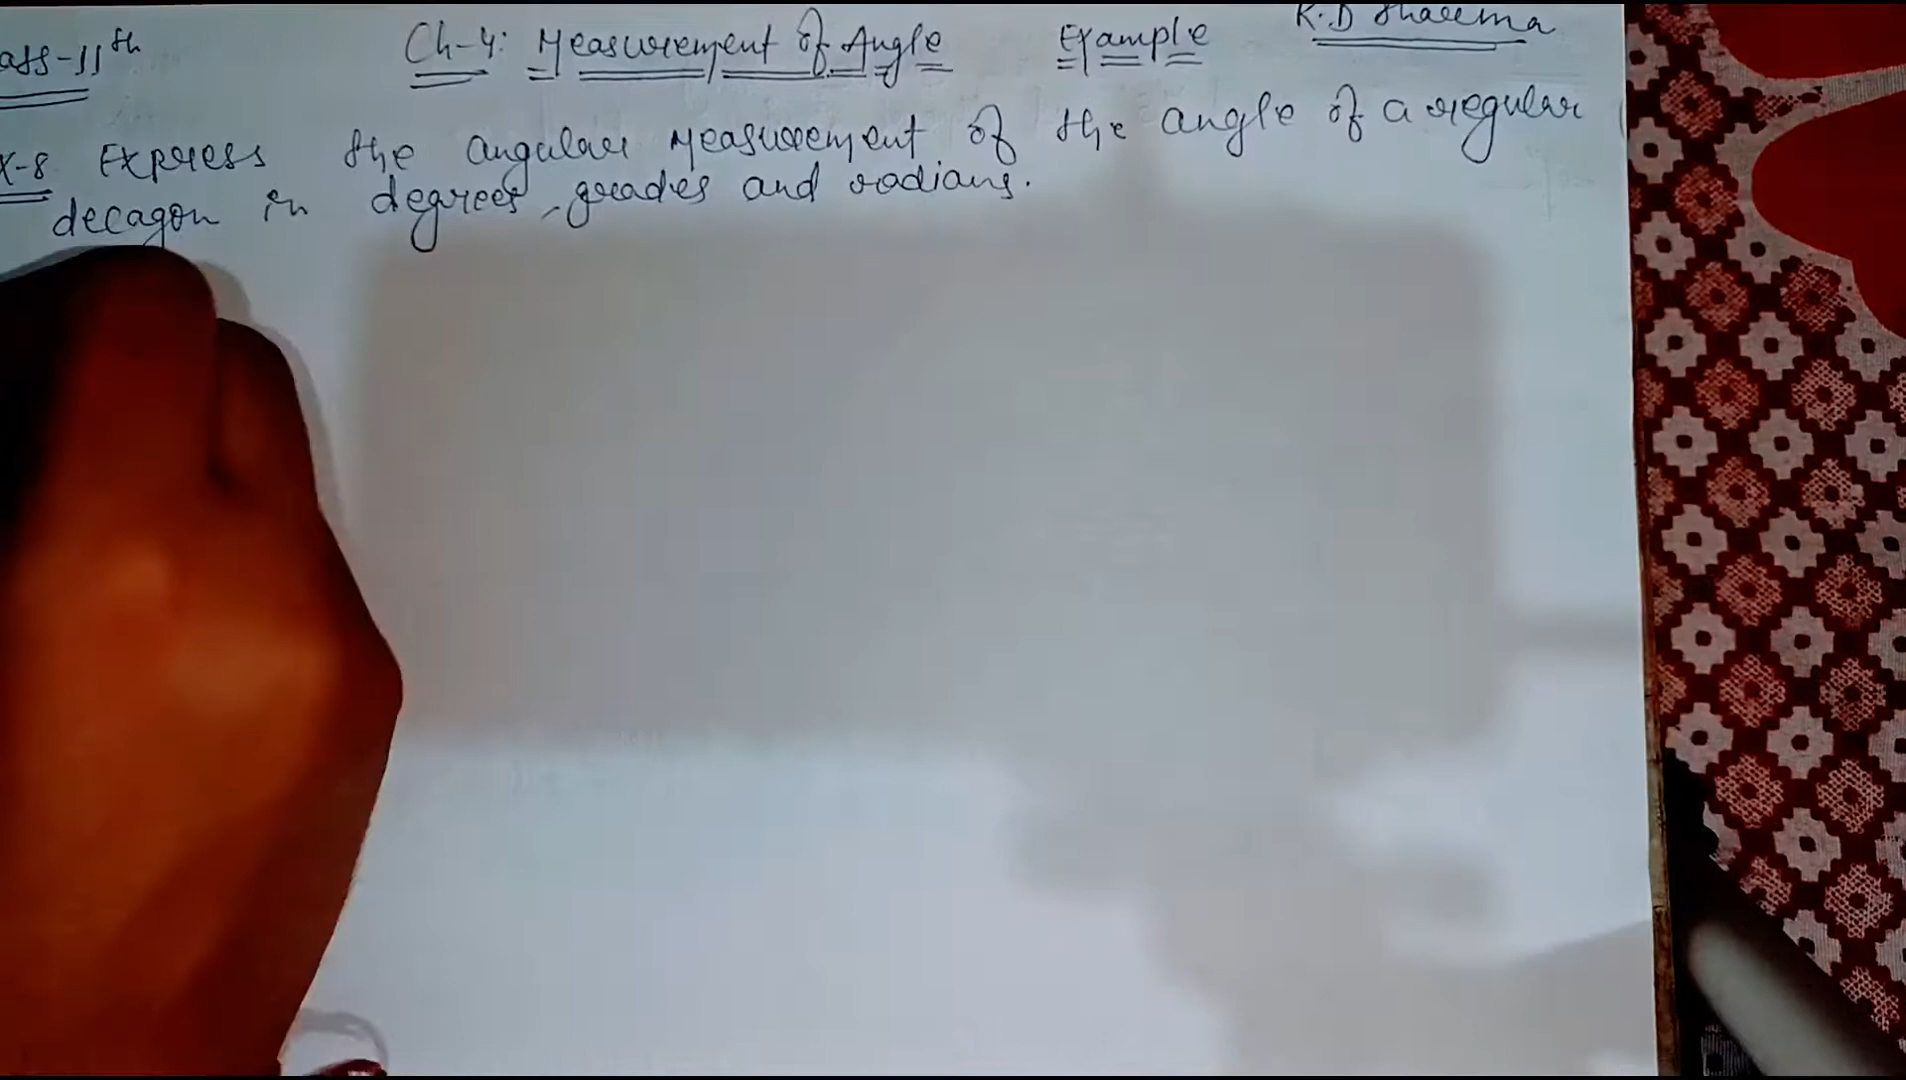 ass-11th Ch-4: Measurement of Angle Example R.D Sharma
X-8 Express the angular measurement of the angle of a regular
decagon in degrees, grades and radians.